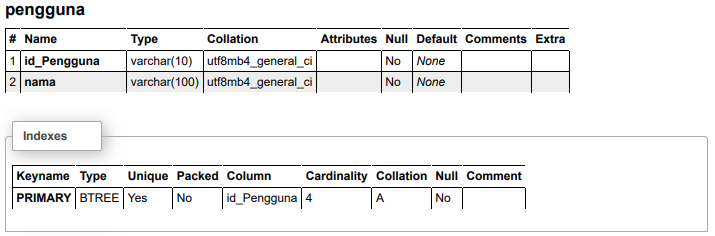 pengguna
# Name Type Collation Attributes Null Default Comments Extra
1 id_Pengguna varchar(10) utf8mb4_general_ci No None
2 nama varchar(100) utf8mb4_general_ci No None
Indexes
Keyname Type Unique Packed Column Cardinality Collation Null Comment
PRIMARY BTREE Yes No id_Pengguna 4 A No